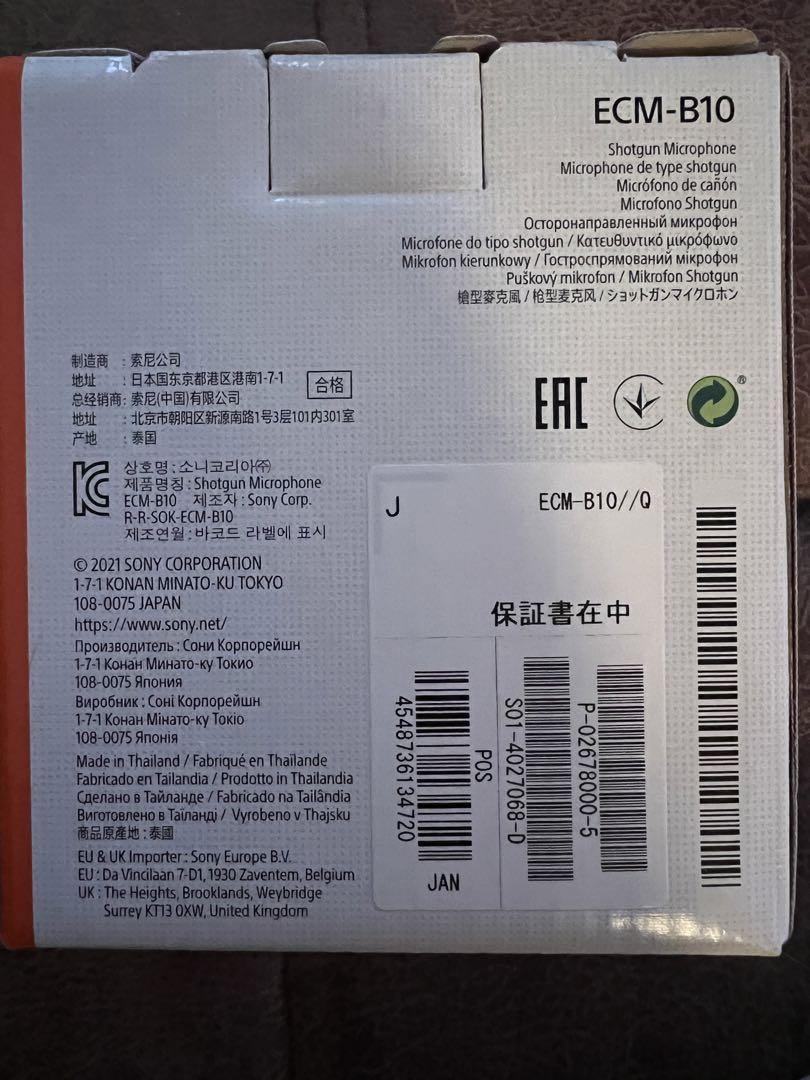 ECM-B10
Shotgun Microphone
Microphone de type shotgun
Micrófono de cañón
Microfono Shotgun
Остронаправленный микрофон
Microfone do tipo shotgun / Κατευθυντικό μικρόφωνο
Mikrofon kierunkowy / Гостроспрямований мікрофон
Puškový mikrofon / Mikrofon Shotgun
槍型麥克風 / 枪型麦克风 / ショットガンマイクロホン
制造商 : 索尼公司
地址 : 日本国东京都港区港南1-7-1
合格
总经销商: 索尼(中国)有限公司
地址 : 北京市朝阳区新源南路1号3层101内301室
产地 : 泰国
EAC
상호명 : 소니코리아㈜
제품명칭 : Shotgun Microphone
ECM-B10 제조자 : Sony Corp.
R-R-SOK-ECM-B10
제조연월 : 바코드 라벨에 표시
© 2021 SONY CORPORATION
1-7-1 KONAN MINATO-KU TOKYO
108-0075 JAPAN
https://www.sony.net/
Производитель : Сони Корпорейшн
1-7-1 Конан Минато-ку Токио
108-0075 Япония
Виробник : Соні Корпорейшн
1-7-1 Конан Мінато-ку Токіо
108-0075 Японія
Made in Thailand / Fabriqué en Thaïlande
Fabricado en Tailandia / Prodotto in Thailandia
Сделано в Тайланде / Fabricado na Tailândia
Виготовлено в Таїланді / Vyrobeno v Thajsku
商品原產地 : 泰國
EU & UK Importer : Sony Europe B.V.
EU : Da Vincilaan 7-D1, 1930 Zaventem, Belgium
UK : The Heights, Brooklands, Weybridge
Surrey KT13 0XW, United Kingdom
J
ECM-B10//Q
保証書在中
4548736134720
POS
JAN
S01-4027068-D
P-02678000-5